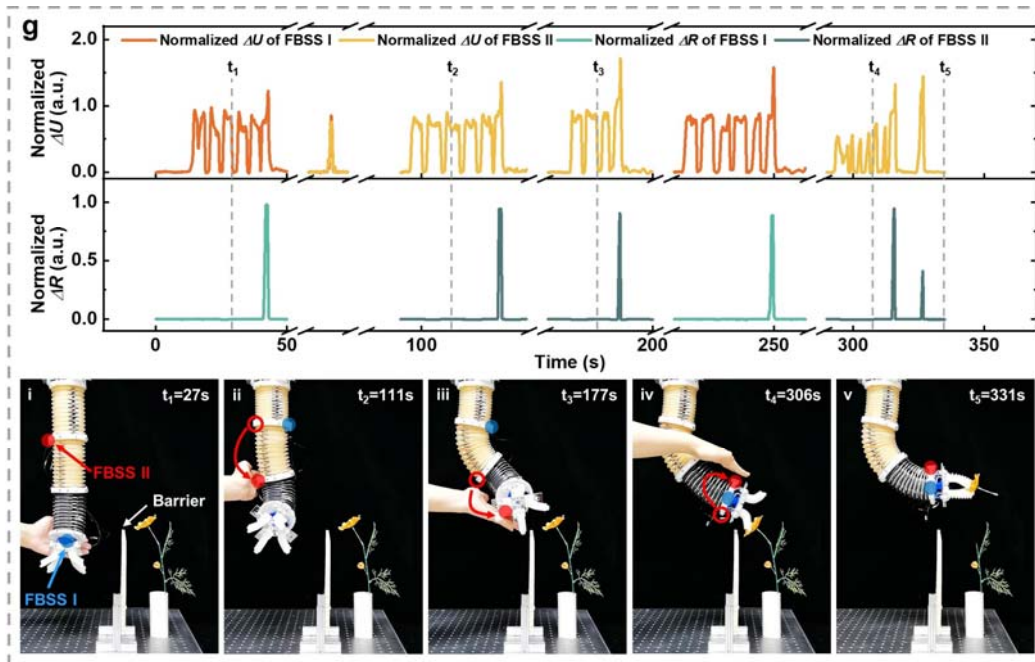 g
Normalized ΔU of FBSS I Normalized ΔU of FBSS II Normalized ΔR of FBSS I Normalized ΔR of FBSS II
2.0
1.0
0.0
Normalized
ΔU (a.u.)
t1 t2 t3 t4 t5
1.0
0.5
0.0
Normalized
ΔR (a.u.)
0 50 100 200 250 300 350
Time (s)
i t1=27s
FBSS II
Barrier
FBSS I
ii t2=111s
iii t3=177s
iv t4=306s
v t5=331s